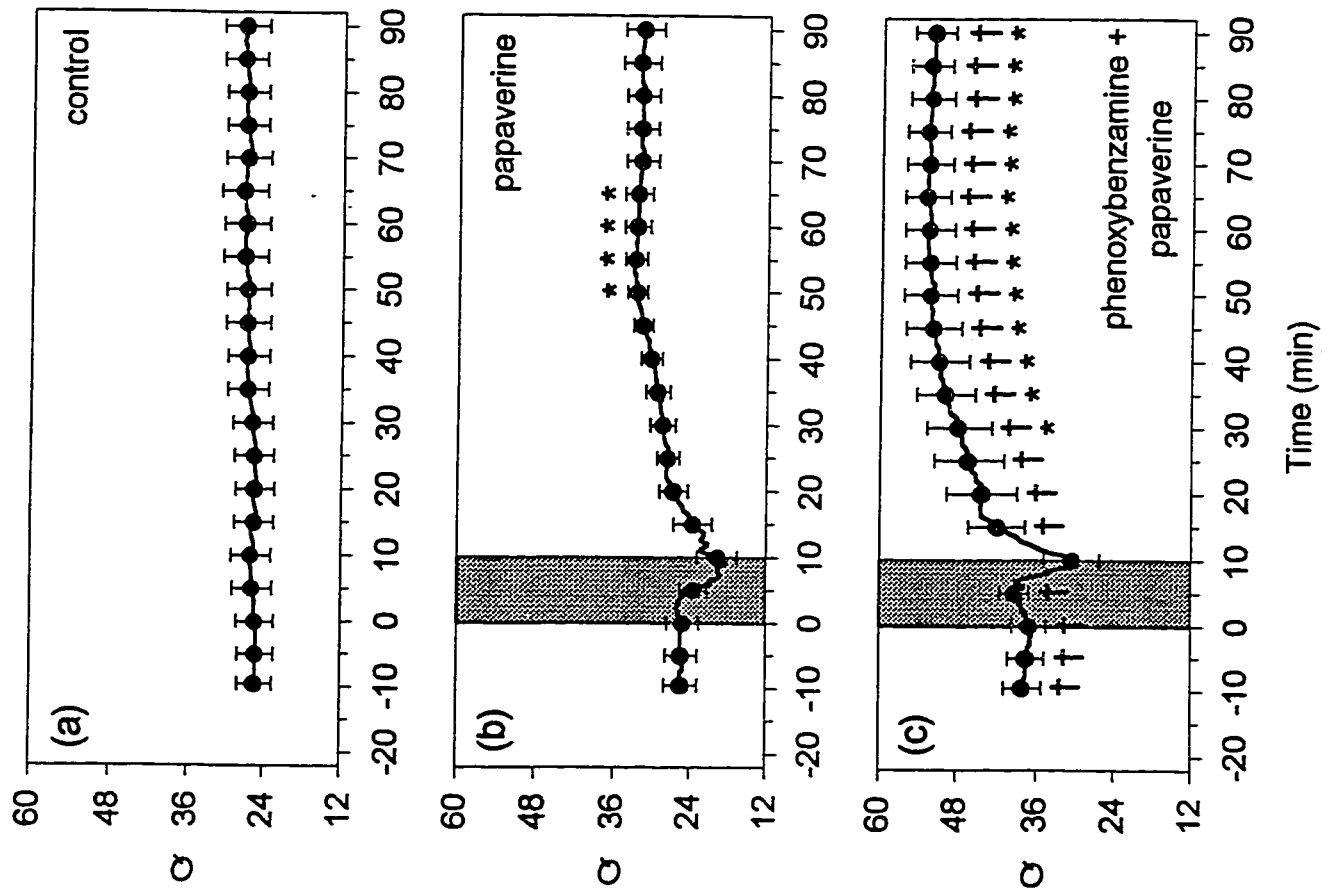 (a)
control
60
48
36
24
12
Q
-20 -10 0 10 20 30 40 50 60 70 80 90
(b)
papaverine
* * * *
60
48
36
24
12
Q
-20 -10 0 10 20 30 40 50 60 70 80 90
(c)
† † † † † † † † † † † † † † † † † † † †
* * * * * * * * * * * * *
phenoxybenzamine +
papaverine
60
48
36
24
12
Q
-20 -10 0 10 20 30 40 50 60 70 80 90
Time (min)